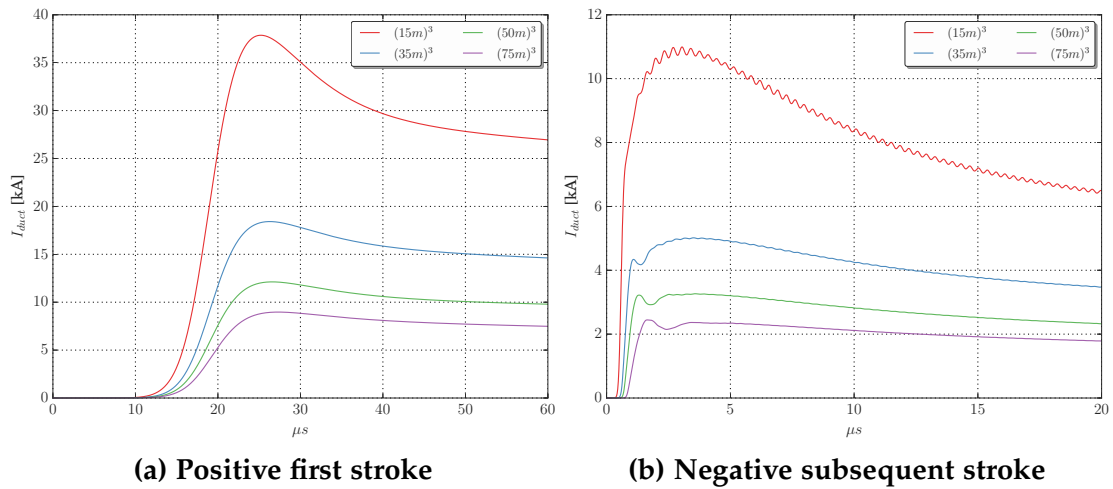 40
35
30
25
20
15
10
5
0
I_duct [kA]
0 10 20 30 40 50 60
μs
(15m)³ (50m)³
(35m)³ (75m)³
(a) Positive first stroke
12
10
8
6
4
2
0
I_duct [kA]
0 5 10 15 20
μs
(15m)³ (50m)³
(35m)³ (75m)³
(b) Negative subsequent stroke